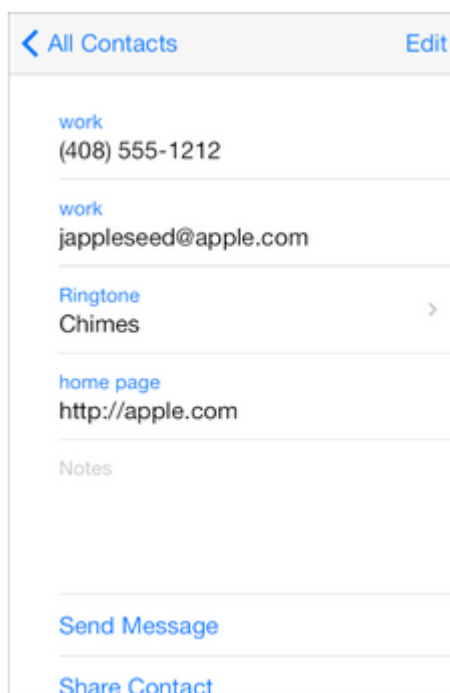 All Contacts Edit
work
(408) 555-1212
work
jappleseed@apple.com
Ringtone
Chimes
home page
http://apple.com
Notes
Send Message
Share Contact